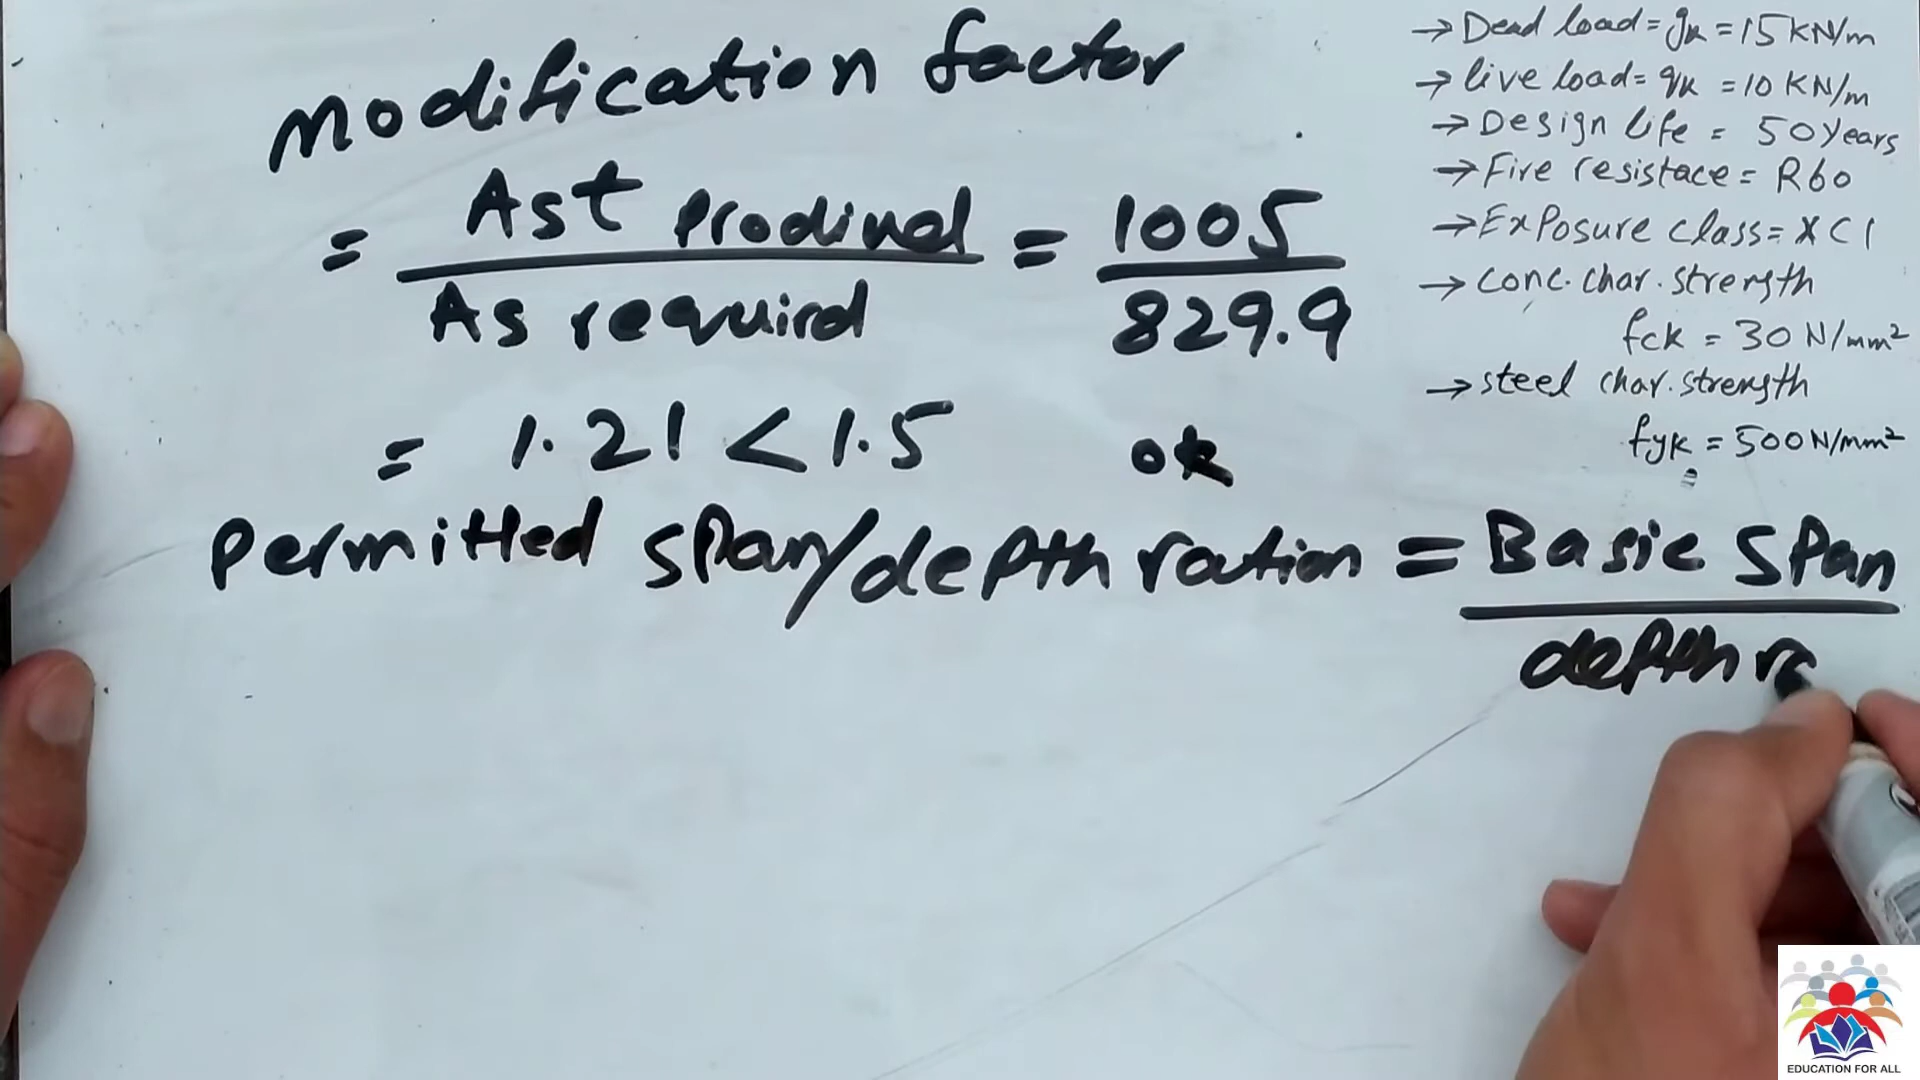 modification factor
= Ast Prodived / As required = 1005 / 829.9
= 1.21 < 1.5 ok
Permitted span/depth ration = Basic span / depth ra
→ Dead load = gk = 15 KN/m
→ live load = qk = 10 KN/m
→ Design life = 50 years
→ Fire resistace = R60
→ Exposure class = XC1
→ conc. char. strength
fck = 30 N/mm²
→ steel char. strength
fyk = 500 N/mm²
EDUCATION FOR ALL